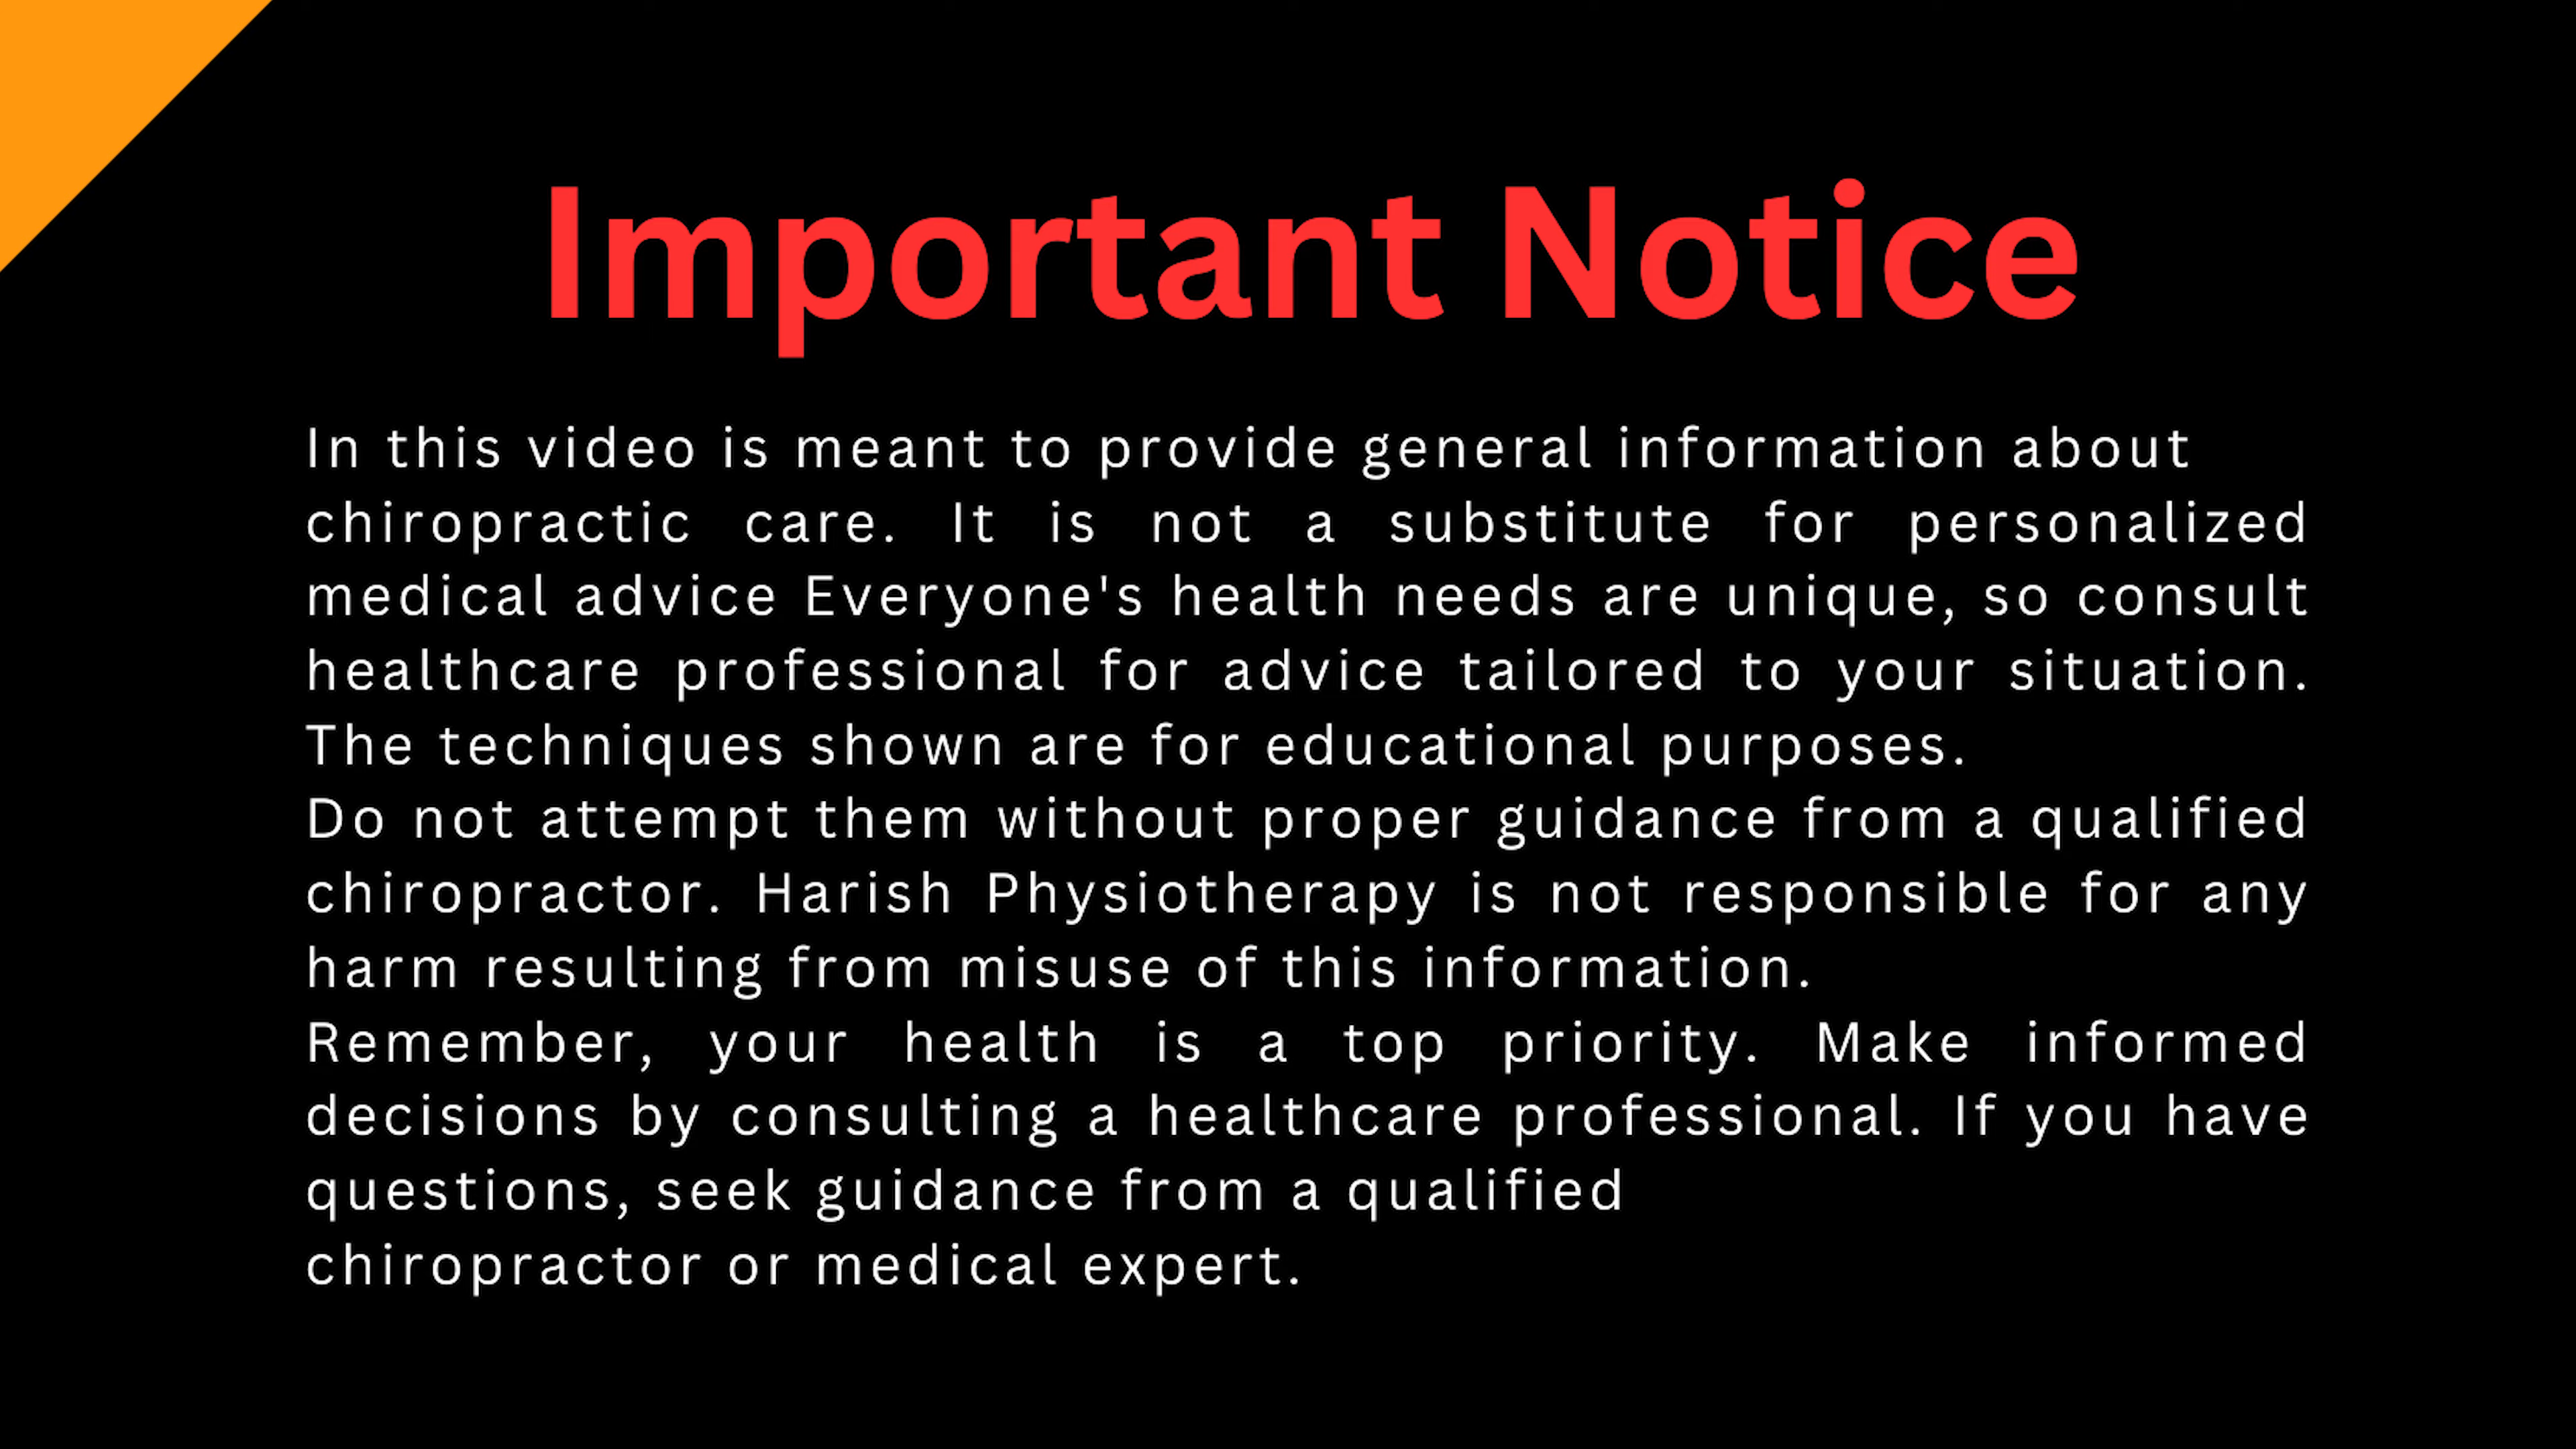 Important Notice
In this video is meant to provide general information about
chiropractic care. It is not a substitute for personalized
medical advice Everyone's health needs are unique, so consult
healthcare professional for advice tailored to your situation.
The techniques shown are for educational purposes.
Do not attempt them without proper guidance from a qualified
chiropractor. Harish Physiotherapy is not responsible for any
harm resulting from misuse of this information.
Remember, your health is a top priority. Make informed
decisions by consulting a healthcare professional. If you have
questions, seek guidance from a qualified
chiropractor or medical expert.